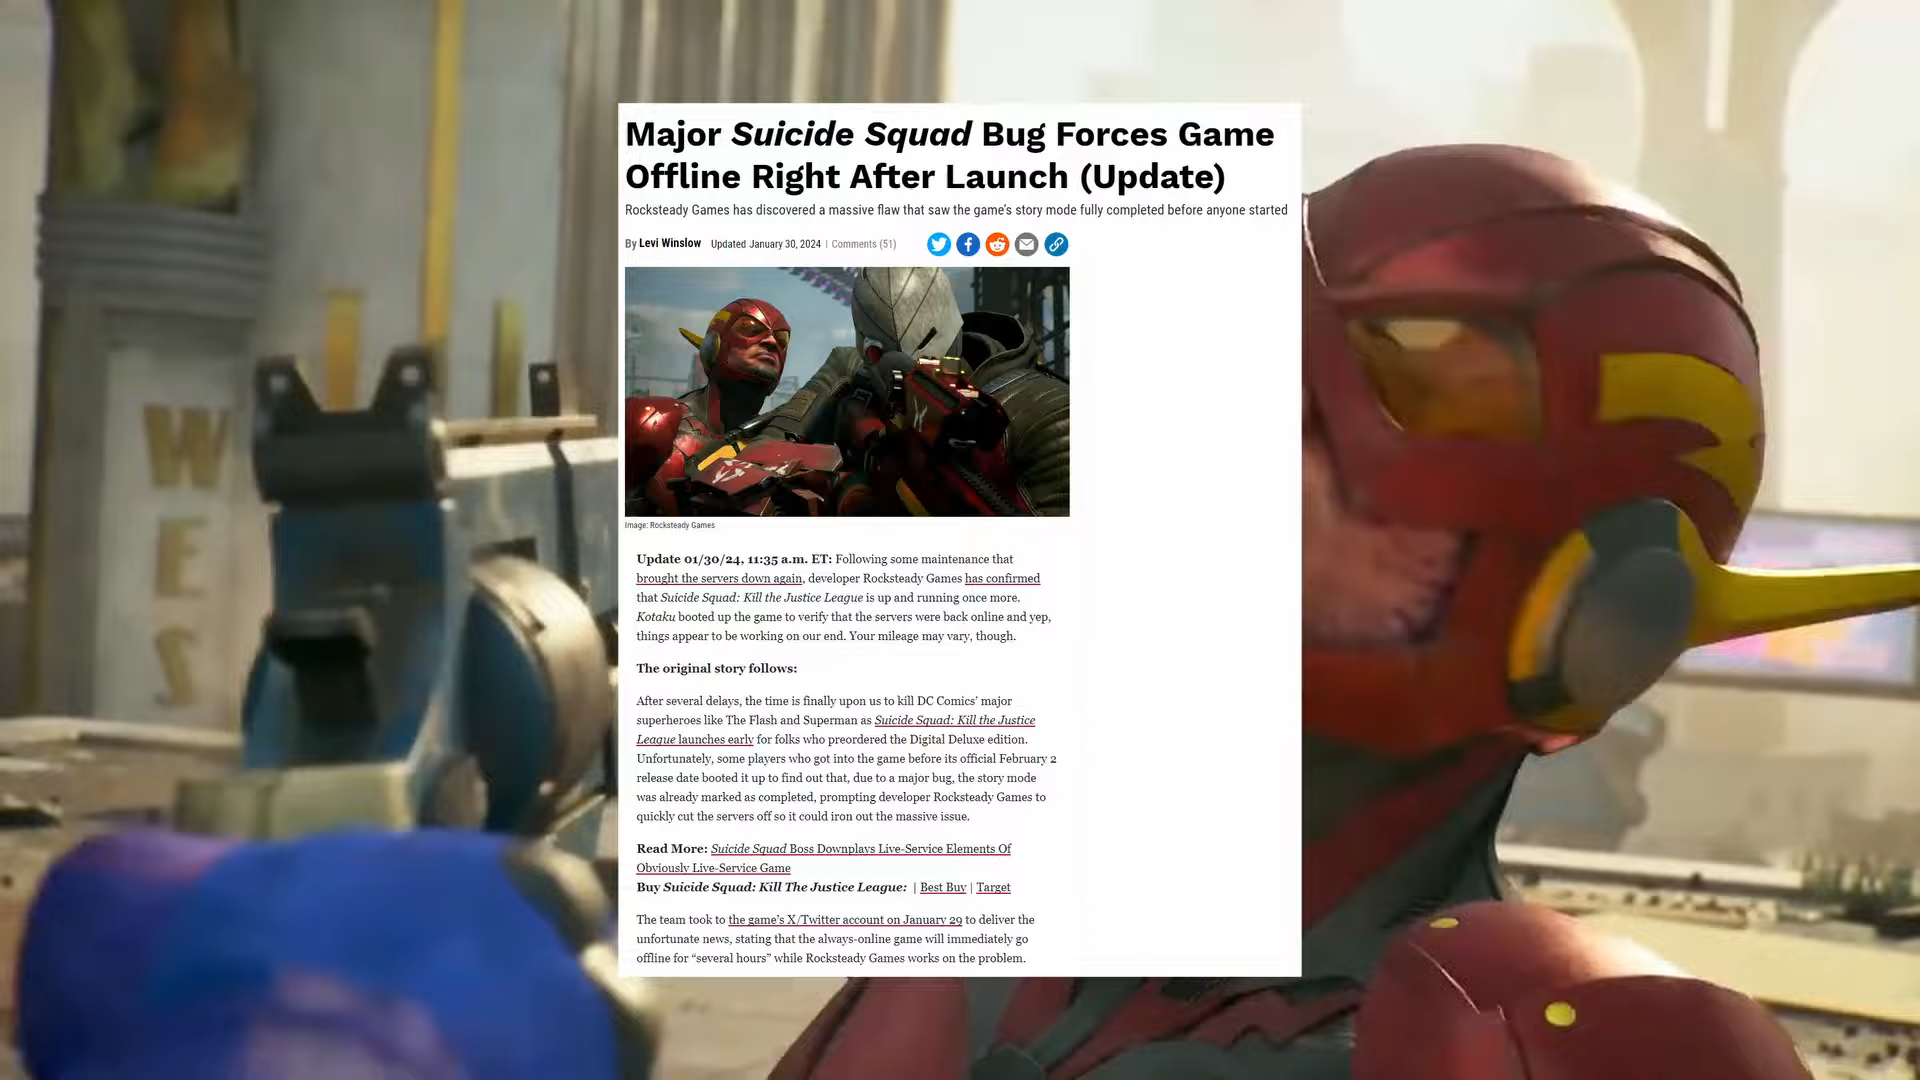 Major Suicide Squad Bug Forces Game
Offline Right After Launch (Update)
Rocksteady Games has discovered a massive flaw that saw the game's story mode fully completed before anyone started
By Levi Winslow Updated January 30, 2024 | Comments (51)
Image: Rocksteady Games
Update 01/30/24, 11:35 a.m. ET: Following some maintenance that
brought the servers down again, developer Rocksteady Games has confirmed
that Suicide Squad: Kill the Justice League is up and running once more.
Kotaku booted up the game to verify that the servers were back online and yep,
things appear to be working on our end. Your mileage may vary, though.
The original story follows:
After several delays, the time is finally upon us to kill DC Comics' major
superheroes like The Flash and Superman as Suicide Squad: Kill the Justice
League launches early for folks who preordered the Digital Deluxe edition.
Unfortunately, some players who got into the game before its official February 2
release date booted it up to find out that, due to a major bug, the story mode
was already marked as completed, prompting developer Rocksteady Games to
quickly cut the servers off so it could iron out the massive issue.
Read More: Suicide Squad Boss Downplays Live-Service Elements Of
Obviously Live-Service Game
Buy Suicide Squad: Kill The Justice League: | Best Buy | Target
The team took to the game's X/Twitter account on January 29 to deliver the
unfortunate news, stating that the always-online game will immediately go
offline for “several hours” while Rocksteady Games works on the problem.
W
E
S